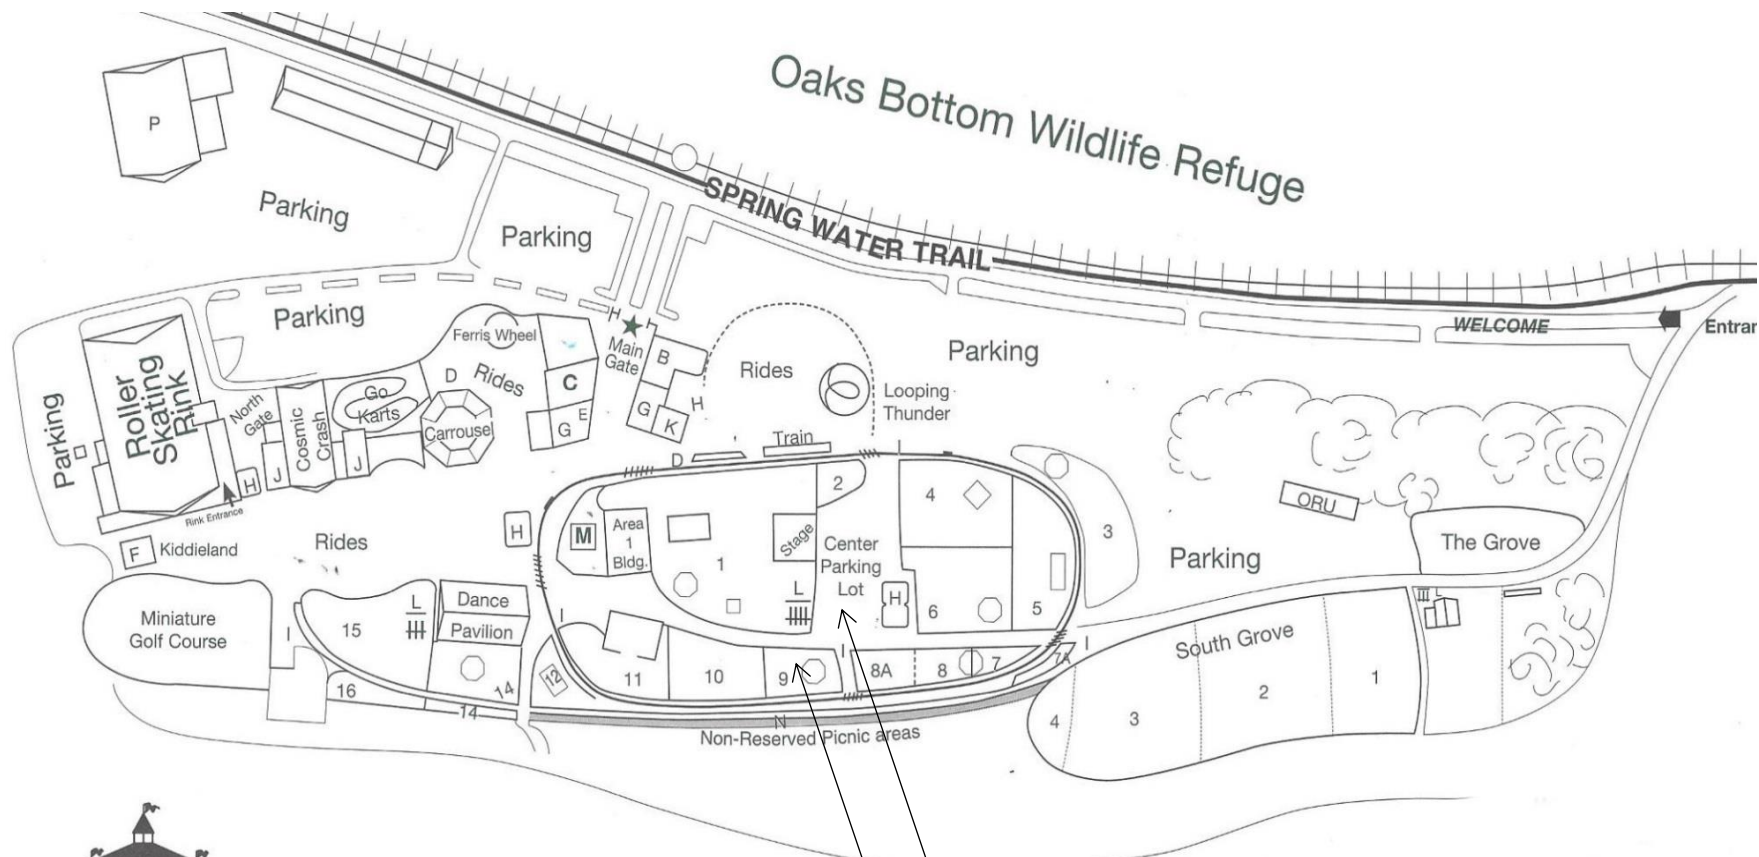 Oaks Bottom Wildlife Refuge
SPRING WATER TRAIL
P
Parking
Parking
Parking
Parking
WELCOME
Ferris Wheel
H
Main
Gate
B
C
D
Rides
Rides
Parking
Looping
Thunder
Roller
Skating
Rink
Parking
North
Gate
Go
Karts
Cosmic
Crash
Carrouse
E
G
G
K
H
J
J
H
Rink Entrance
D
Train
I
2
4
3
ORU
The Grove
Parking
F
Kiddieland
Rides
H
M
Area
1
Bldg.
1
Stage
Center
Parking
Lot
L
H
6
5
Miniature
Golf Course
I
15
L
Dance
Pavilion
I
14
16
14
12
11
10
9
I
8A
8
7
7A
I
N
Non-Reserved Picnic areas
South Grove
L
4
3
2
1